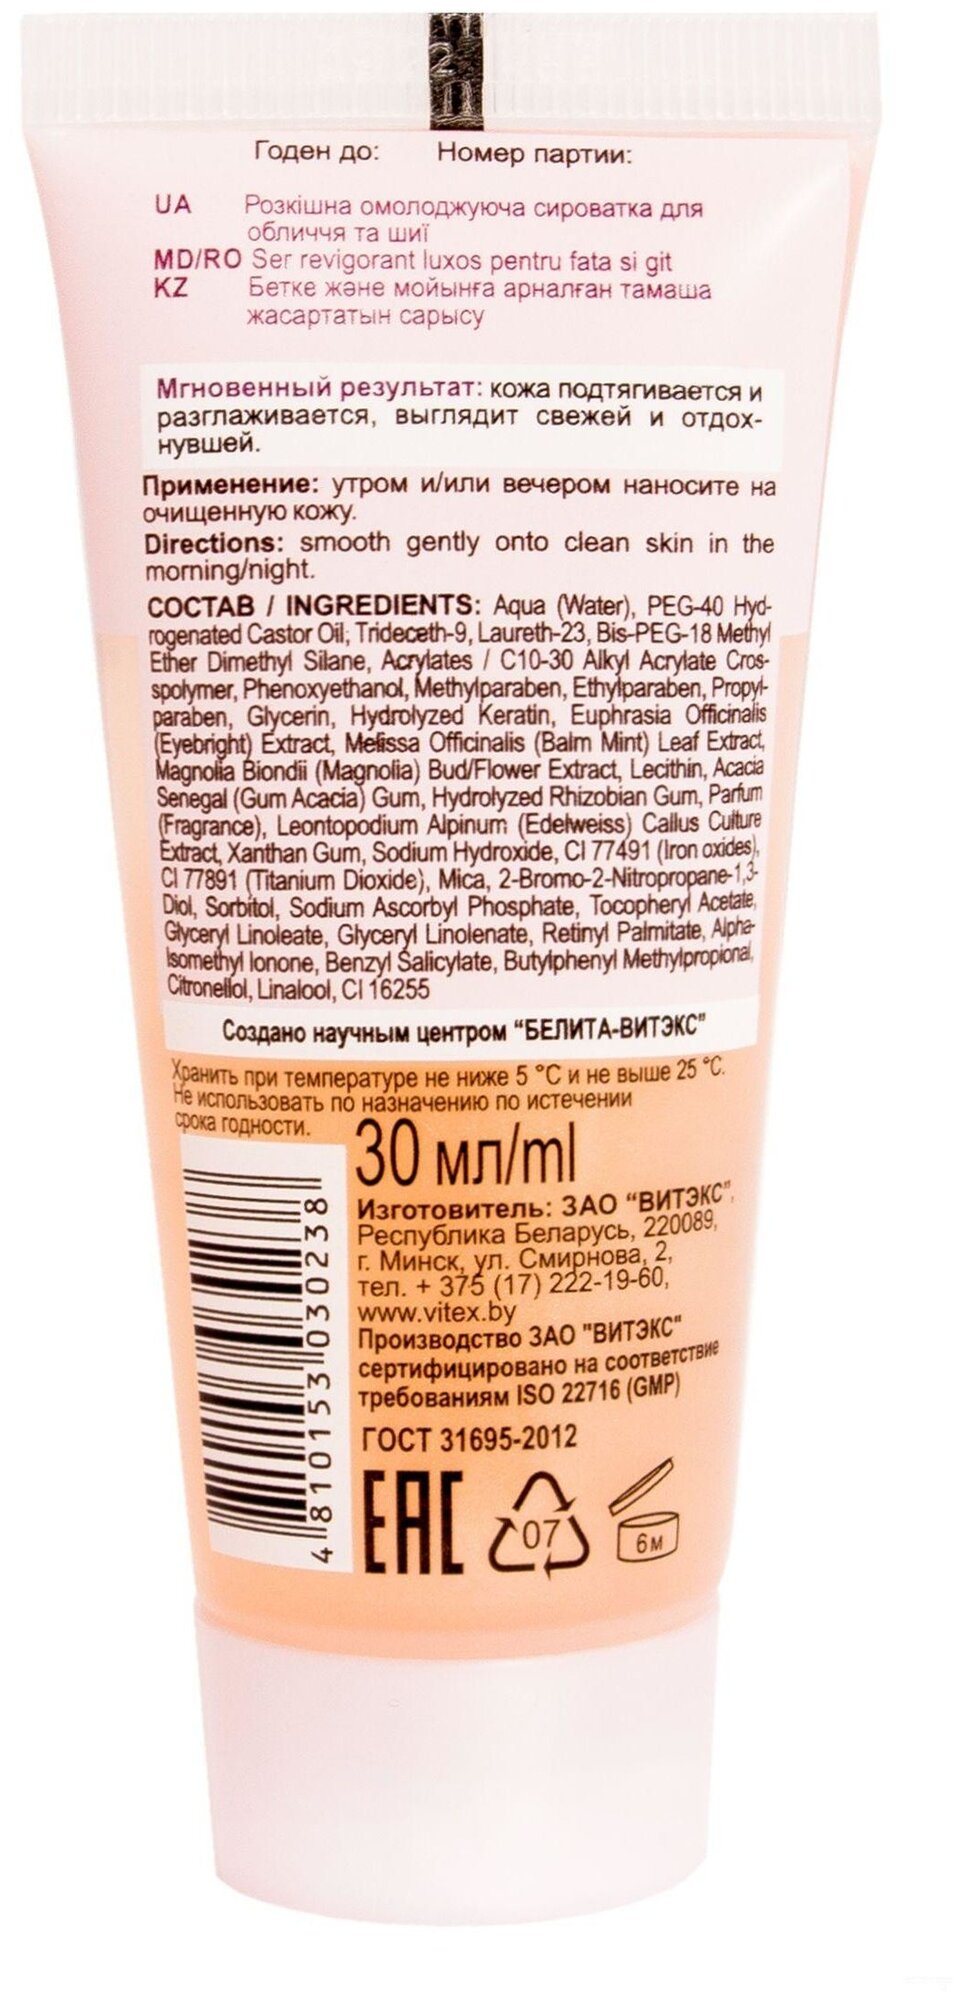 Годен до: Номер партии:
UA Розкішна омолоджуюча сироватка для
обличчя та шиї
MD/RO Ser revigorant luxos pentru fata si git
KZ Бетке және мойынға арналған тамаша
жасартатын сарысу
Мгновенный результат: кожа подтягивается и
разглаживается, выглядит свежей и отдох-
нувшей.
Применение: утром и/или вечером наносите на
очищенную кожу.
Directions: smooth gently onto clean skin in the
morning/night.
СОСТАВ / INGREDIENTS: Aqua (Water), PEG-40 Hyd-
rogenated Castor Oil; Trideceth-9, Laureth-23, Bis-PEG-18 Methyl
Ether Dimethyl Silane, Acrylates / C10-30 Alkyl Acrylate Cros-
spolymer, Phenoxyethanol, Methylparaben, Ethylparaben, Propyl-
paraben, Glycerin, Hydrolyzed Keratin, Euphrasia Officinalis
(Eyebright) Extract, Melissa Officinalis (Balm Mint) Leaf Extract,
Magnolia Biondii (Magnolia) Bud/Flower Extract, Lecithin, Acacia
Senegal (Gum Acacia) Gum, Hydrolyzed Rhizobian Gum, Parfum
(Fragrance), Leontopodium Alpinum (Edelweiss) Callus Culture
Extract, Xanthan Gum, Sodium Hydroxide, CI 77491 (Iron oxides),
CI 77891 (Titanium Dioxide), Mica, 2-Bromo-2-Nitropropane-1,3-
Diol, Sorbitol, Sodium Ascorbyl Phosphate, Tocopheryl Acetate,
Glyceryl Linoleate, Glyceryl Linolenate, Retinyl Palmitate, Alpha-
Isomethyl Ionone, Benzyl Salicylate, Butylphenyl Methylpropional,
Citronellol, Linalool, CI 16255
Создано научным центром "БЕЛИТА-ВИТЭКС"
Хранить при температуре не ниже 5 °С и не выше 25 °С.
Не использовать по назначению по истечении
срока годности.
30 мл/ml
Изготовитель: ЗАО "ВИТЭКС",
Республика Беларусь, 220089,
г. Минск, ул. Смирнова, 2,
тел. + 375 (17) 222-19-60,
www.vitex.by
Производство ЗАО "ВИТЭКС"
сертифицировано на соответствие
требованиям ISO 22716 (GMP)
ГОСТ 31695-2012
4 810153 030238
EAC 07 6 м